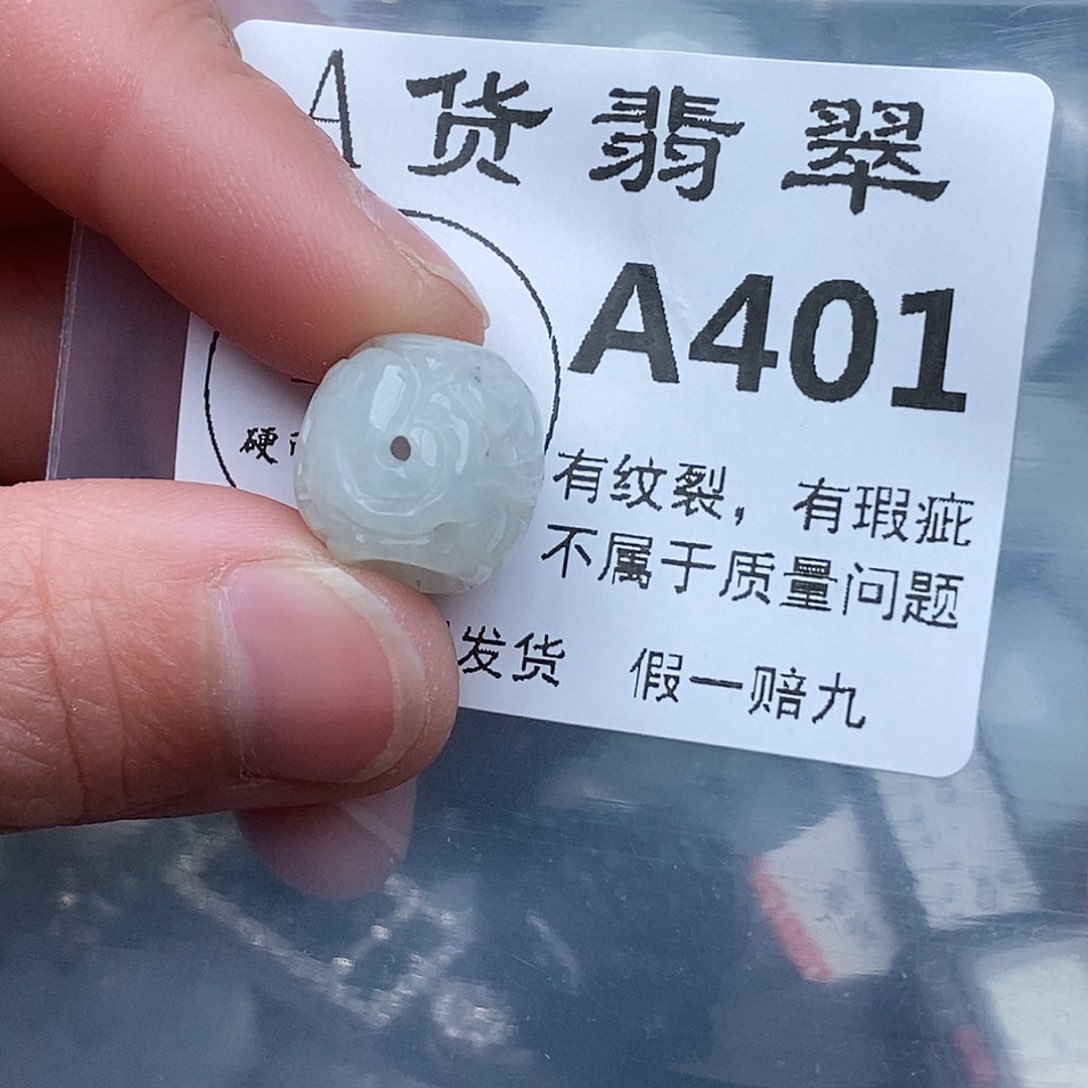 A货翡翠
A401
硬
有纹裂，有瑕疵
不属于质量问题
发货 假一赔九